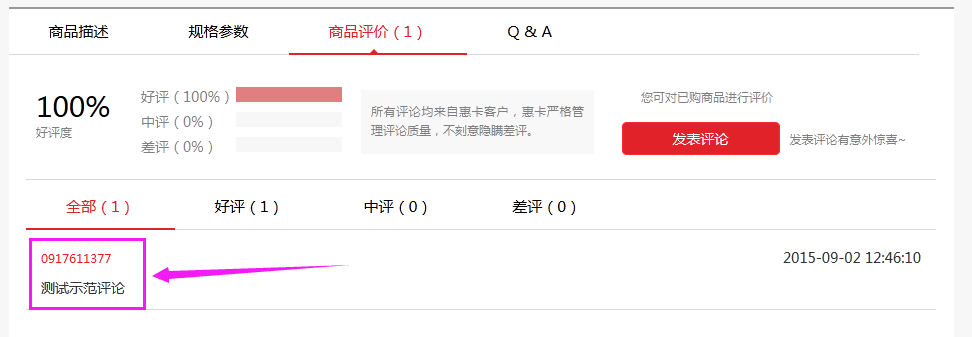 商品描述
规格参数
商品评价（1）
Q & A
100%
好评度
好评（100%）
中评（0%）
差评（0%）
所有评论均来自惠卡客户，惠卡严格管
理评论质量，不刻意隐瞒差评。
您可对已购商品进行评价
发表评论
发表评论有意外惊喜~
全部（1）
好评（1）
中评（0）
差评（0）
0917611377
2015-09-02 12:46:10
测试示范评论